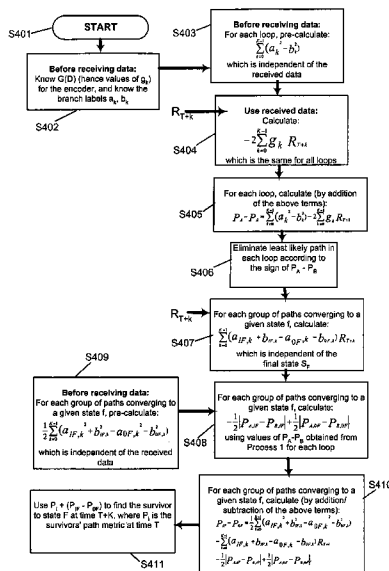 S401
START
S403
Before receiving data:
For each loop, pre-calculate:
∑(a_k² - b_k²)
which is independent of the
received data
Before receiving data:
Know G(D) (hence values of g_k)
for the encoder, and know the
branch labels a_k, b_k
S402
R_{T+k}
Use received data:
Calculate:
-2∑ g_k R_{T+k}
which is the same for all loops
S404
For each loop, calculate (by addition
of the above terms):
S405
Eliminate least likely path in
each loop according to
the sign of P_A - P_B
S406
R_{T+k}
For each group of paths converging to
a given state f, calculate:
S407
which is independent of the
final state S_F
S409
Before receiving data:
For each group of paths converging to
a given state f, pre-calculate:
which is independent of the received
data
For each group of paths converging to
a given state f, calculate:
S408
using values of P_A-P_B obtained from
Process 1 for each loop
S410
For each group of paths converging to a
given state f, calculate (by addition/
subtraction of the above terms):
Use P_I + (P_IF - P_0F) to find the survivor
to state F at time T+K, where P_I is the
survivors' path metric at time T
S411